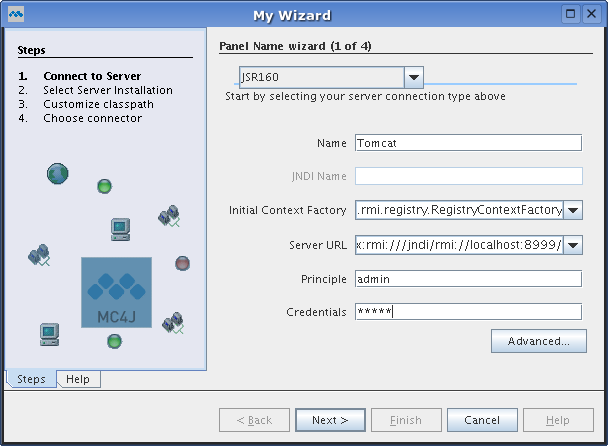 My Wizard
Steps
1. Connect to Server
2. Select Server Installation
3. Customize classpath
4. Choose connector
MC4J
Steps
Help
Panel Name wizard (1 of 4)
JSR160
Start by selecting your server connection type above
Name Tomcat
JNDI Name
Initial Context Factory .rmi.registry.RegistryContextFactory
Server URL x:rmi:///jndi/rmi://localhost:8999/
Principle admin
Credentials *****
Advanced...
< Back Next > Finish Cancel Help